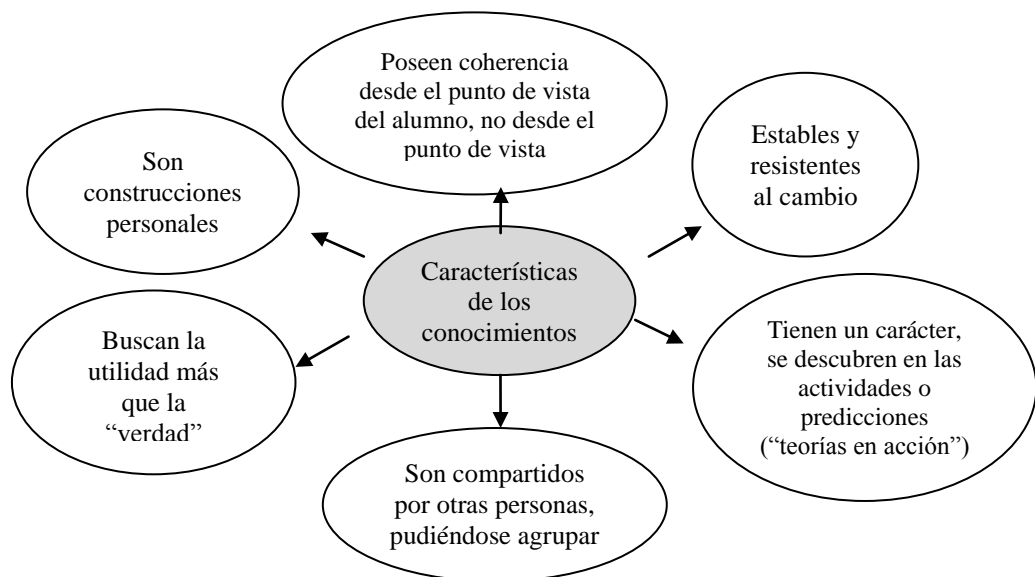 Poseen coherencia
desde el punto de vista
del alumno, no desde el
punto de vista
Son
construcciones
personales
Estables y
resistentes
al cambio
Características
de los
conocimientos
Buscan la
utilidad más
que la
“verdad”
Tienen un carácter,
se descubren en las
actividades o
predicciones
(“teorías en acción”)
Son compartidos
por otras personas,
pudiéndose agrupar